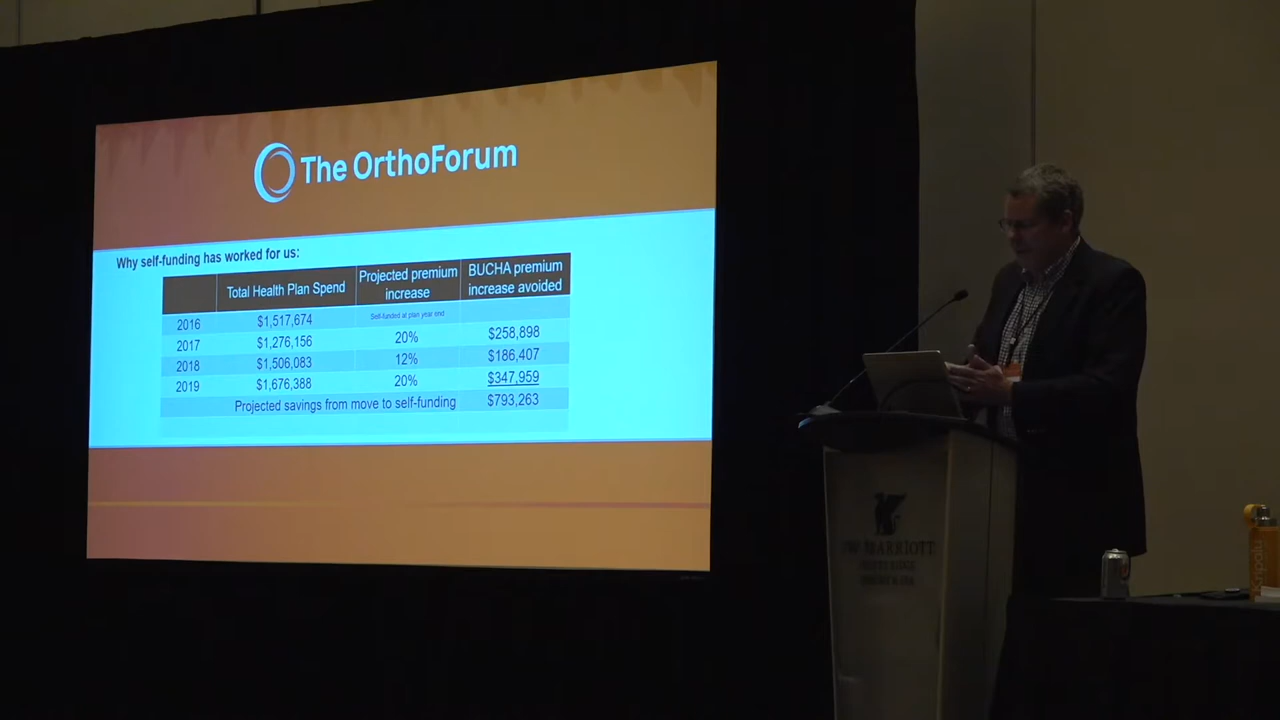 The OrthoForum
Why self-funding has worked for us:
Total Health Plan Spend
Projected premium increase
BUCHA premium increase avoided
2016 $1,517,674 Self-funded at plan year end
2017 $1,276,156 20% $258,898
2018 $1,506,083 12% $186,407
2019 $1,676,388 20% $347,959
Projected savings from move to self-funding $793,263
JW MARRIOTT